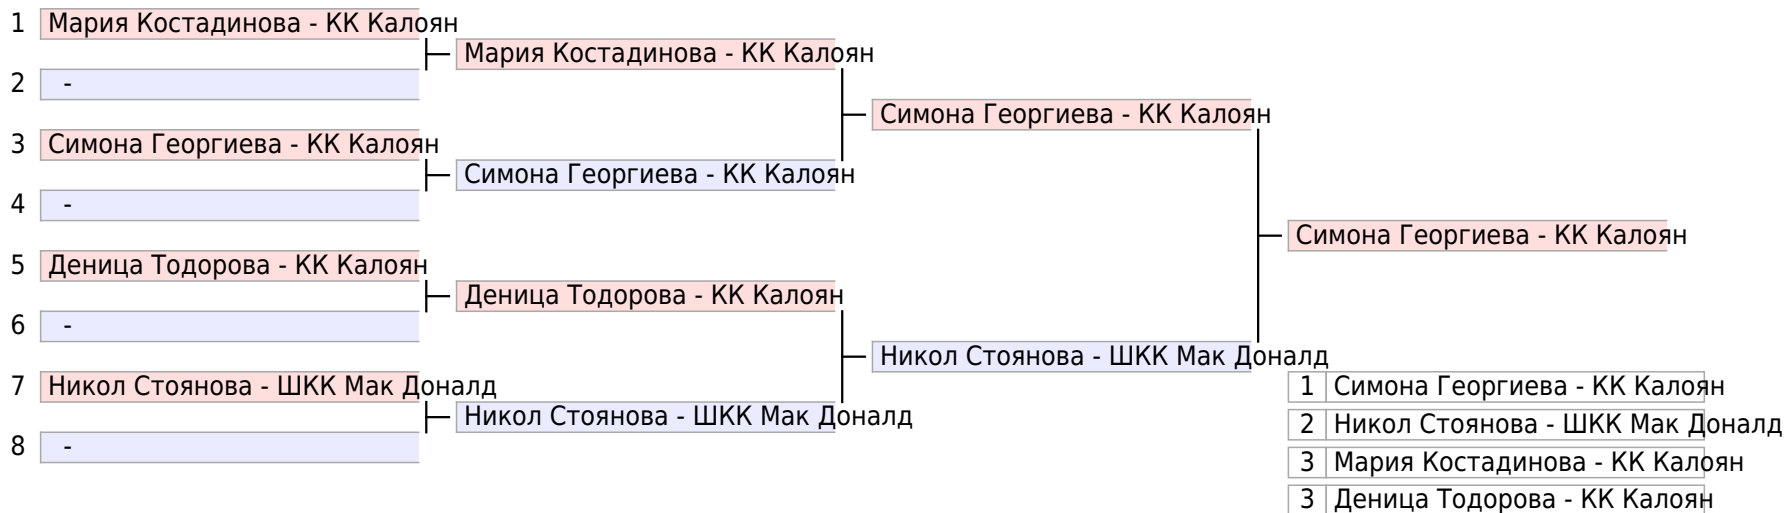 1 Мария Костадинова - КК Калоян
2 -
3 Симона Георгиева - КК Калоян
4 -
5 Деница Тодорова - КК Калоян
6 -
7 Никол Стоянова - ШКК Мак Доналд
8 -
Мария Костадинова - КК Калоян
Симона Георгиева - КК Калоян
Деница Тодорова - КК Калоян
Никол Стоянова - ШКК Мак Доналд
Симона Георгиева - КК Калоян
Никол Стоянова - ШКК Мак Доналд
Симона Георгиева - КК Калоян
1 Симона Георгиева - КК Калоян
2 Никол Стоянова - ШКК Мак Доналд
3 Мария Костадинова - КК Калоян
3 Деница Тодорова - КК Калоян